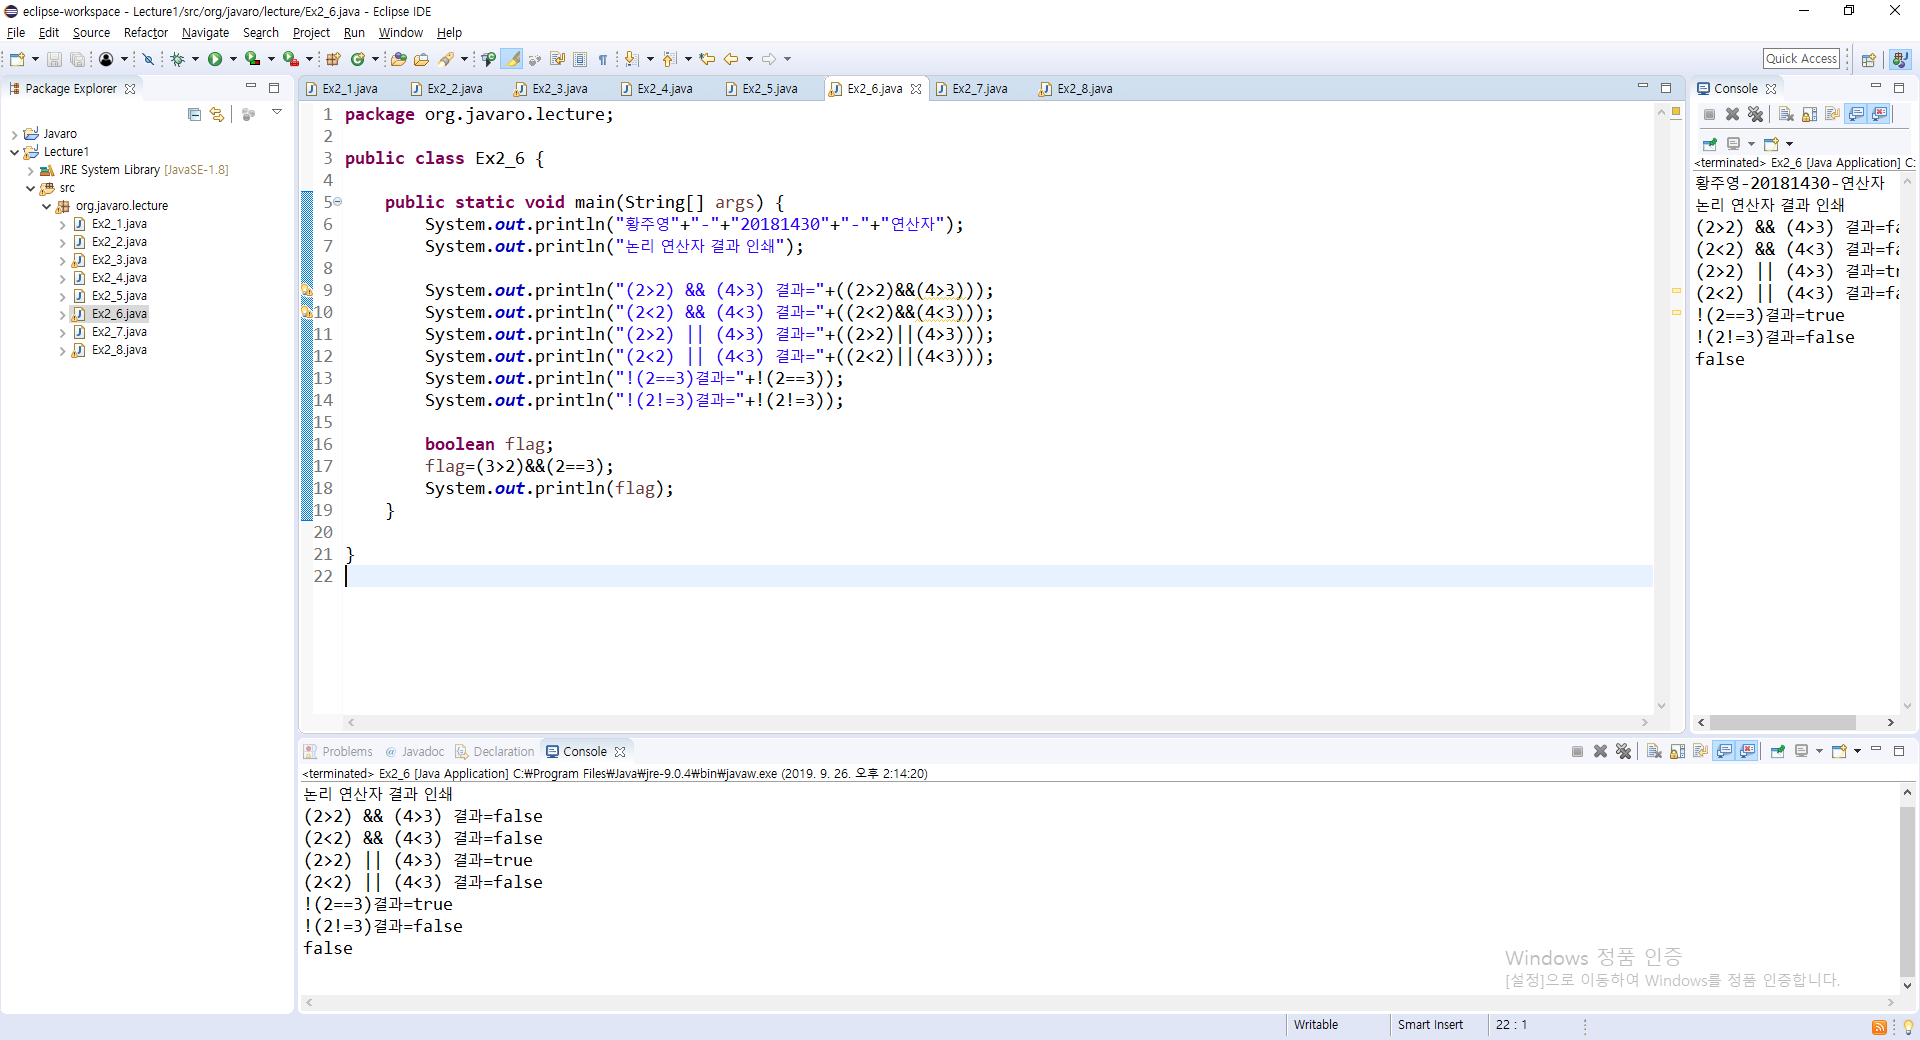 eclipse-workspace - Lecture1/src/org/javaro/lecture/Ex2_6.java - Eclipse IDE
File Edit Source Refactor Navigate Search Project Run Window Help
Quick Access
Package Explorer
Javaro
Lecture1
JRE System Library [JavaSE-1.8]
src
org.javaro.lecture
Ex2_1.java
Ex2_2.java
Ex2_3.java
Ex2_4.java
Ex2_5.java
Ex2_6.java
Ex2_7.java
Ex2_8.java
Ex2_1.java Ex2_2.java Ex2_3.java Ex2_4.java Ex2_5.java Ex2_6.java Ex2_7.java Ex2_8.java
1 package org.javaro.lecture;
2
3 public class Ex2_6 {
4
5 public static void main(String[] args) {
6 System.out.println("황주영"+"-"+"20181430"+"-"+"연산자");
7 System.out.println("논리 연산자 결과 인쇄");
8
9 System.out.println("(2>2) && (4>3) 결과="+((2>2)&&(4>3)));
10 System.out.println("(2<2) && (4<3) 결과="+((2<2)&&(4<3)));
11 System.out.println("(2>2) || (4>3) 결과="+((2>2)||(4>3)));
12 System.out.println("(2<2) || (4<3) 결과="+((2<2)||(4<3)));
13 System.out.println("!(2==3)결과="+!(2==3));
14 System.out.println("!(2!=3)결과="+!(2!=3));
15
16 boolean flag;
17 flag=(3>2)&&(2==3);
18 System.out.println(flag);
19 }
20
21 }
22
Console
<terminated> Ex2_6 [Java Application] C:
황주영-20181430-연산자
논리 연산자 결과 인쇄
(2>2) && (4>3) 결과=fa
(2<2) && (4<3) 결과=fa
(2>2) || (4>3) 결과=tr
(2<2) || (4<3) 결과=fa
!(2==3)결과=true
!(2!=3)결과=false
false
Problems Javadoc Declaration Console
<terminated> Ex2_6 [Java Application] C:₩Program Files₩Java₩jre-9.0.4₩bin₩javaw.exe (2019. 9. 26. 오후 2:14:20)
논리 연산자 결과 인쇄
(2>2) && (4>3) 결과=false
(2<2) && (4<3) 결과=false
(2>2) || (4>3) 결과=true
(2<2) || (4<3) 결과=false
!(2==3)결과=true
!(2!=3)결과=false
false
Windows 정품 인증
[설정]으로 이동하여 Windows를 정품 인증합니다.
Writable Smart Insert 22 : 1